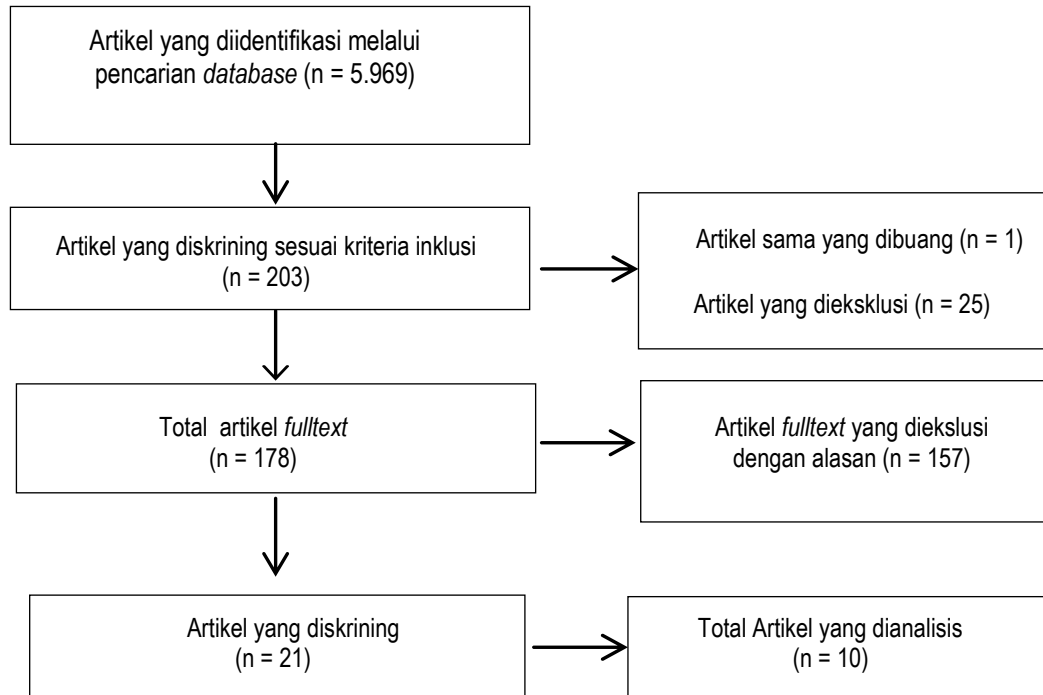 Artikel yang diidentifikasi melalui
pencarian database (n = 5.969)
Artikel yang diskrining sesuai kriteria inklusi
(n = 203)
Artikel sama yang dibuang (n = 1)
Artikel yang dieksklusi (n = 25)
Total artikel fulltext
(n = 178)
Artikel fulltext yang diekslusi
dengan alasan (n = 157)
Artikel yang diskrining
(n = 21)
Total Artikel yang dianalisis
(n = 10)